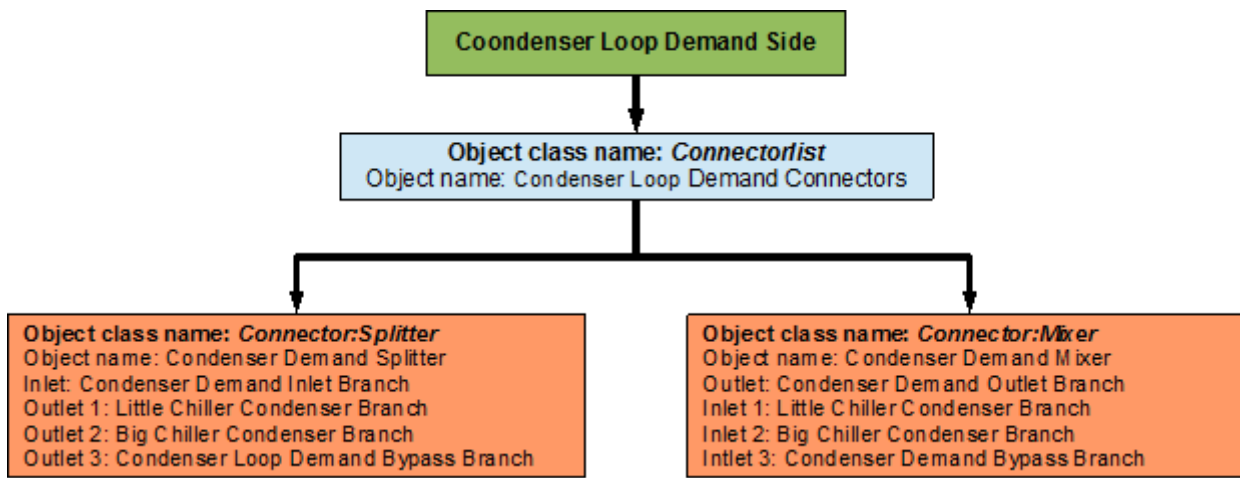 Coondenser Loop Demand Side
Object class name: Connectorlist
Object name: Condenser Loop Demand Connectors
Object class name: Connector:Splitter
Object name: Condenser Demand Splitter
Inlet: Condenser Demand Inlet Branch
Outlet 1: Little Chiller Condenser Branch
Outlet 2: Big Chiller Condenser Branch
Outlet 3: Condenser Loop Demand Bypass Branch
Object class name: Connector:Mixer
Object name: Condenser Demand Mixer
Outlet: Condenser Demand Outlet Branch
Inlet 1: Little Chiller Condenser Branch
Inlet 2: Big Chiller Condenser Branch
Intlet 3: Condenser Demand Bypass Branch